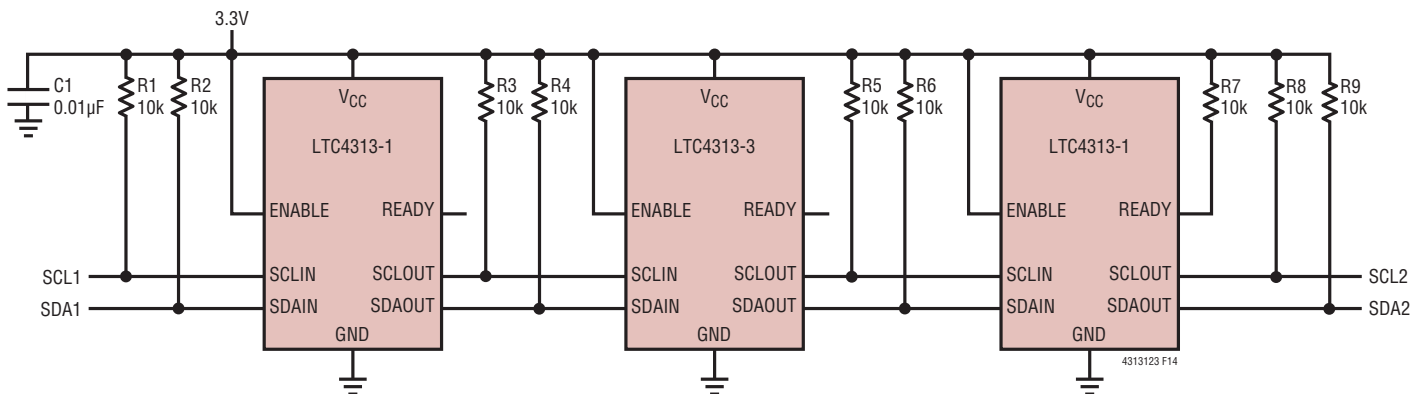 3.3V
C1
0.01µF
R1
10k
R2
10k
VCC
LTC4313-1
ENABLE
READY
SCLIN
SCLOUT
SDAIN
SDAOUT
GND
R3
10k
R4
10k
VCC
LTC4313-3
ENABLE
READY
SCLIN
SCLOUT
SDAIN
SDAOUT
GND
R5
10k
R6
10k
VCC
LTC4313-1
ENABLE
READY
SCLIN
SCLOUT
SDAIN
SDAOUT
GND
R7
10k
R8
10k
R9
10k
SCL1
SDA1
SCL2
SDA2
4313123 F14